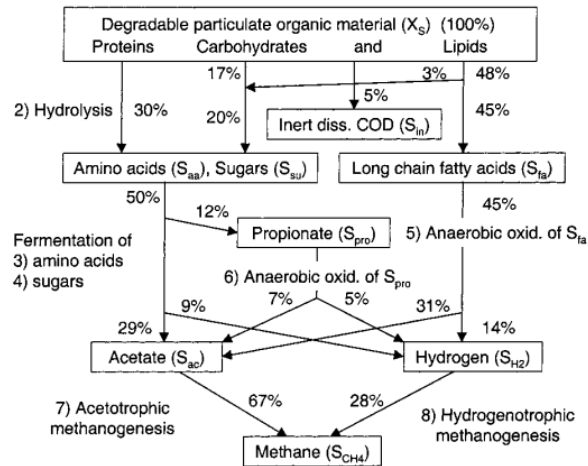 Degradable particulate organic material (XS) (100%)
Proteins Carbohydrates and Lipids
17% 3% 48%
2) Hydrolysis 30% 5% 45%
20% Inert diss. COD (Sin)
Amino acids (Saa), Sugars (Ssu) Long chain fatty acids (Sfa)
50% 45%
12% Propionate (Spro) 5) Anaerobic oxid. of Sfa
Fermentation of
3) amino acids
4) sugars
6) Anaerobic oxid. of Spro
9% 7% 5% 31%
29% 14%
Acetate (Sac) Hydrogen (SH2)
7) Acetotrophic 67% 28% 8) Hydrogenotrophic
methanogenesis methanogenesis
Methane (SCH4)